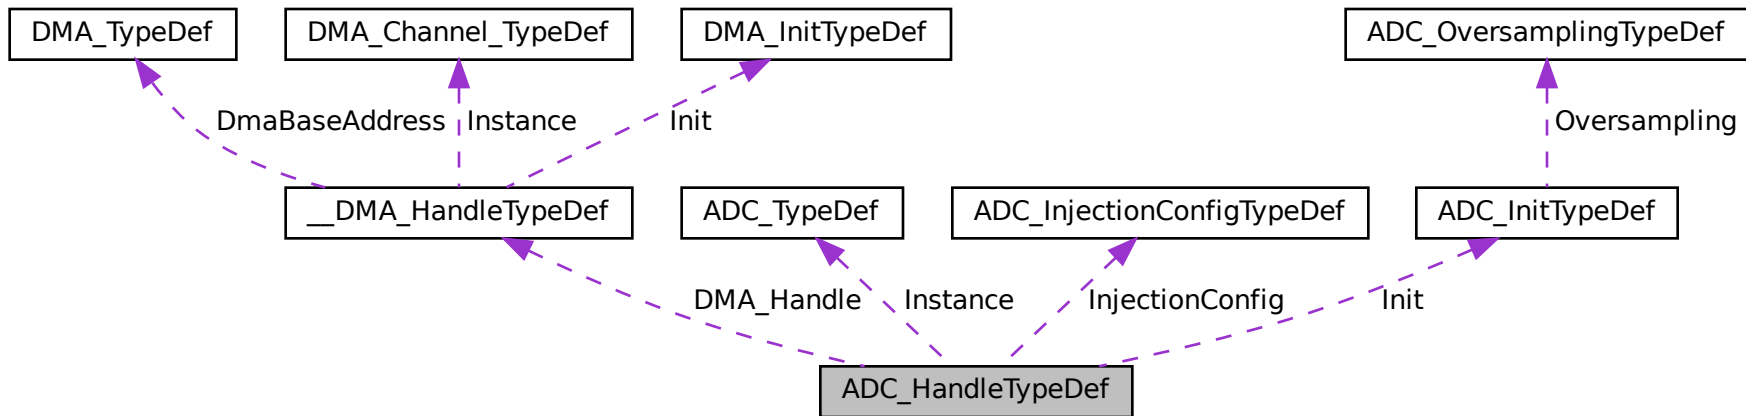 DMA_TypeDef
DMA_Channel_TypeDef
DMA_InitTypeDef
ADC_OversamplingTypeDef
DmaBaseAddress
Instance
Init
Oversampling
__DMA_HandleTypeDef
ADC_TypeDef
ADC_InjectionConfigTypeDef
ADC_InitTypeDef
DMA_Handle
Instance
InjectionConfig
Init
ADC_HandleTypeDef